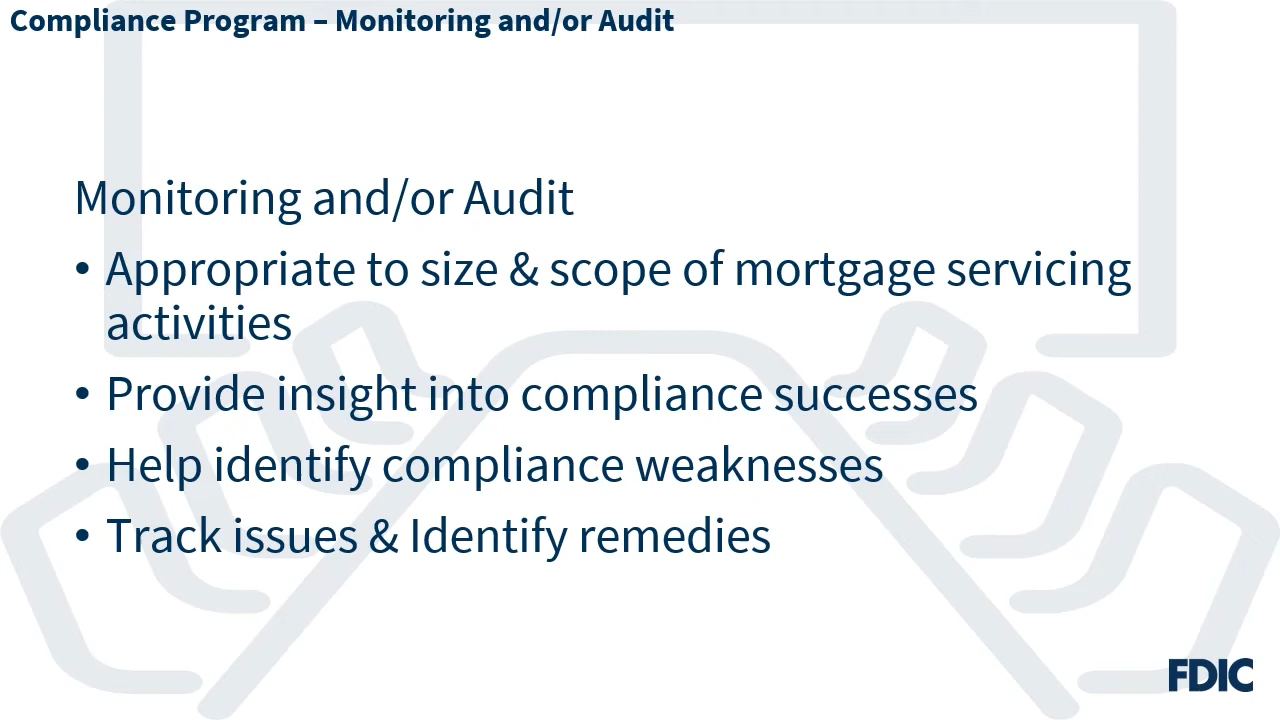 Compliance Program – Monitoring and/or Audit
Monitoring and/or Audit
• Appropriate to size & scope of mortgage servicing
activities
• Provide insight into compliance successes
• Help identify compliance weaknesses
• Track issues & Identify remedies
FDIC